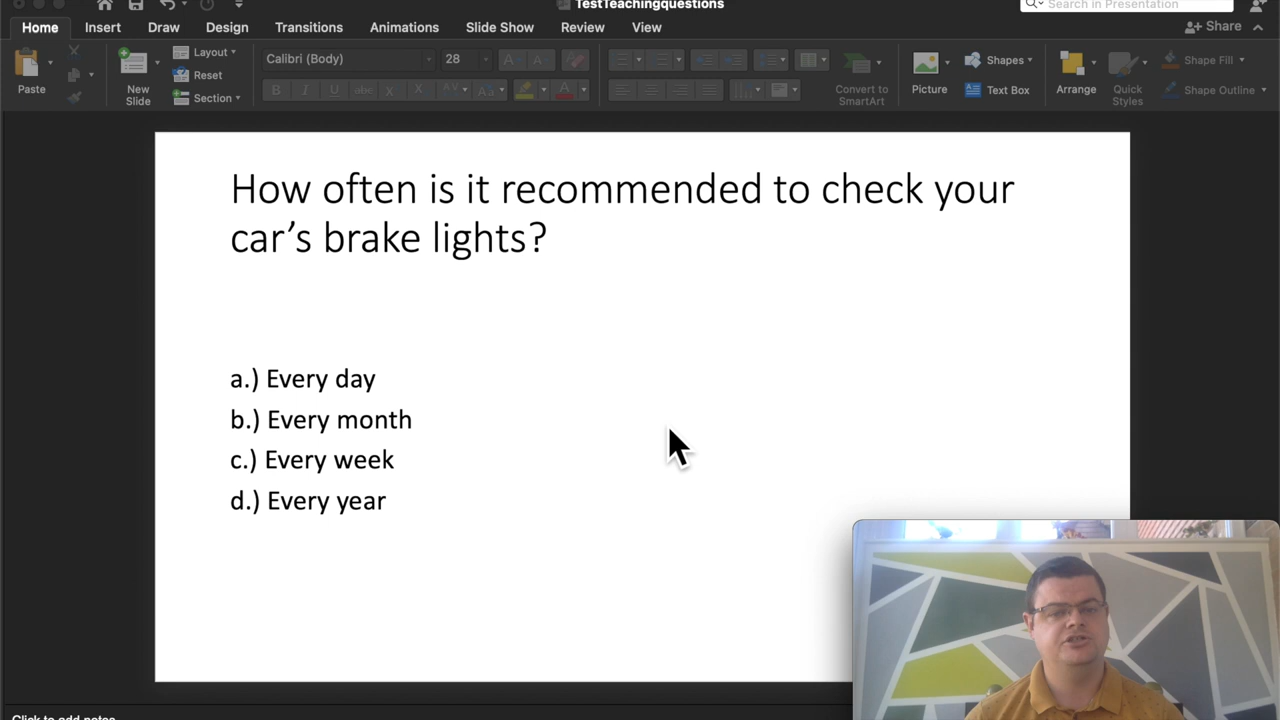 TestTeachingquestions
Search in Presentation
Home Insert Draw Design Transitions Animations Slide Show Review View Share
Paste
New Slide
Layout
Reset
Section
Calibri (Body) 28
B I U abc X X AV Aa A
Convert to SmartArt
Picture
Shapes
Text Box
Arrange
Quick Styles
Shape Fill
Shape Outline
How often is it recommended to check your
car’s brake lights?
a.) Every day
b.) Every month
c.) Every week
d.) Every year
Click to add notes